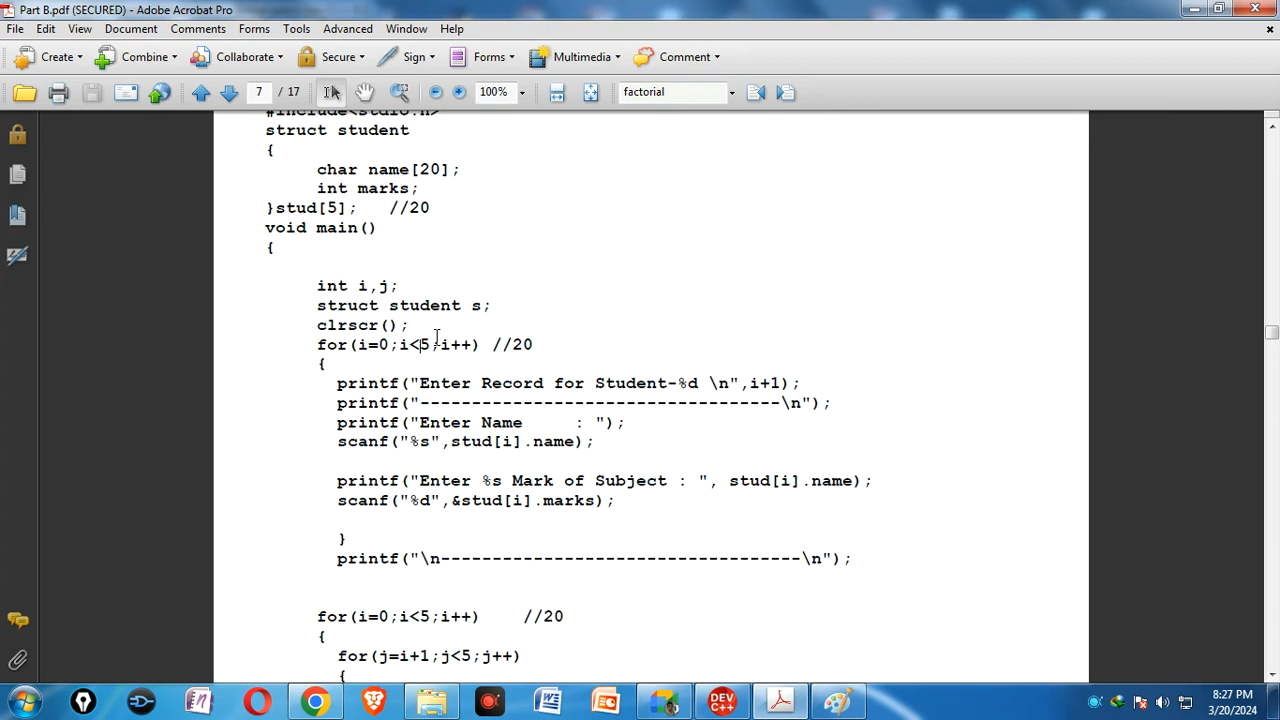 Part B.pdf (SECURED) - Adobe Acrobat Pro
File Edit View Document Comments Forms Tools Advanced Window Help
Create Combine Collaborate Secure Sign Forms Multimedia Comment
7 / 17 100% factorial
#include<stdio.h>
struct student
{
char name[20];
int marks;
}stud[5]; //20
void main()
{
int i,j;
struct student s;
clrscr();
for(i=0;i<5;i++) //20
{
printf("Enter Record for Student-%d \n",i+1);
printf("-----------------------------------\n");
printf("Enter Name : ");
scanf("%s",stud[i].name);
printf("Enter %s Mark of Subject : ", stud[i].name);
scanf("%d",&stud[i].marks);
}
printf("\n-----------------------------------\n");
for(i=0;i<5;i++) //20
{
for(j=i+1;j<5;j++)
{
DEV C++
8:27 PM
3/20/2024